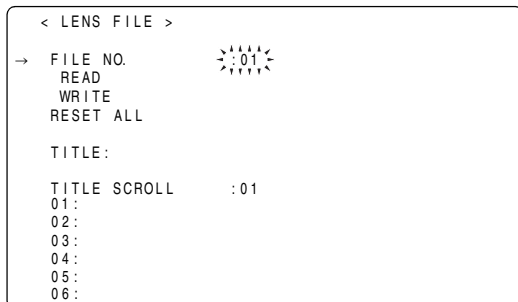 < LENS FILE >
→ FILE NO. :01
READ
WRITE
RESET ALL
TITLE:
TITLE SCROLL :01
01:
02:
03:
04:
05:
06: